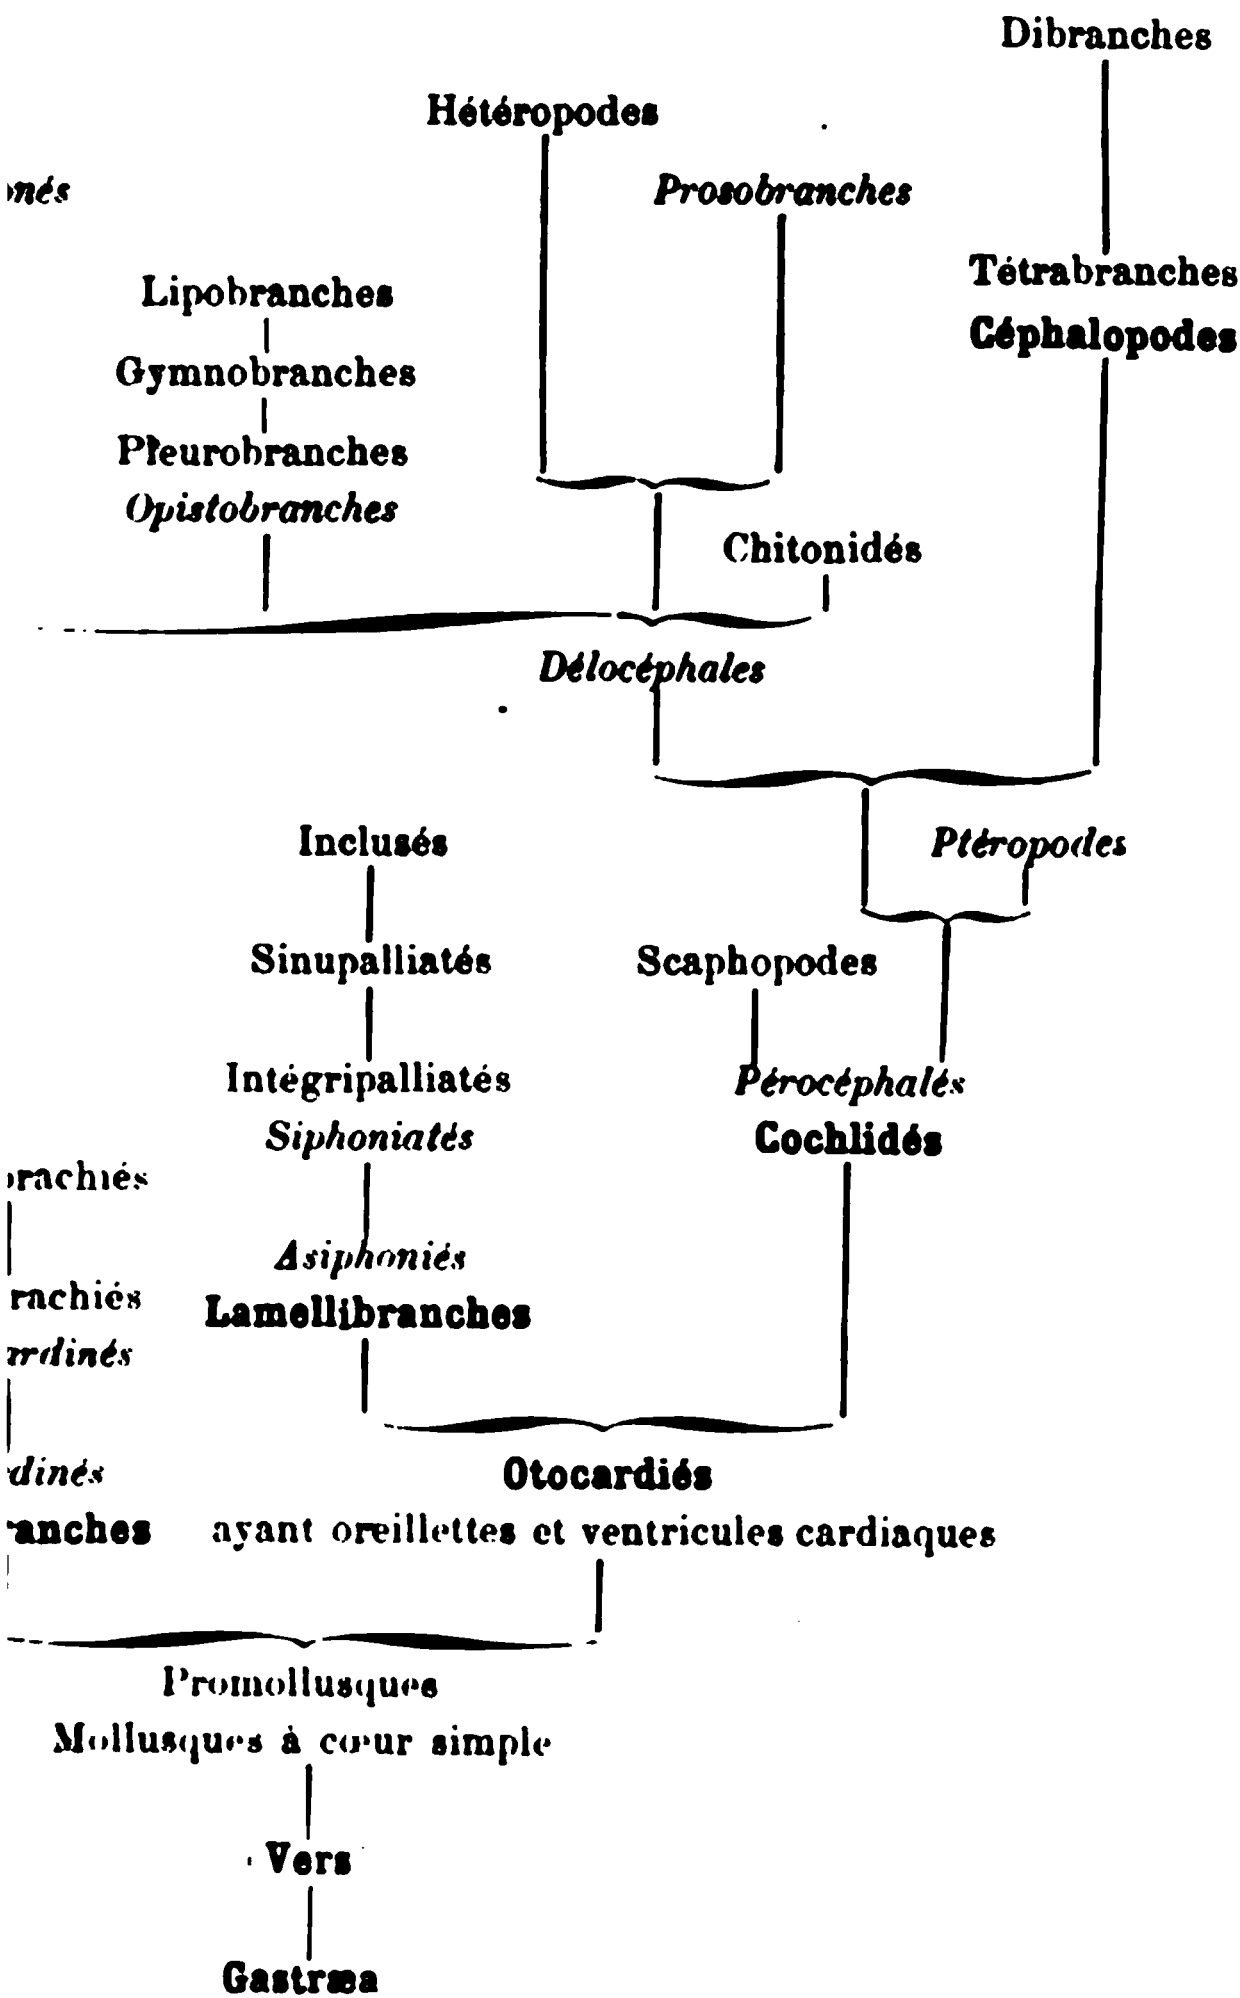 Dibranches
Hétéropodes
Prosobranches
Tétrabranches
Céphalopodes
Lipobranches
Gymnobranches
Pleurobranches
Opistobranches
Chitonidés
Délocéphales
Inclusés
Ptéropodes
Sinupalliatés
Scaphopodes
Intégripalliatés
Pérocéphalés
Siphoniatés
Cochlidés
Asiphoniés
Lamellibranches
Otocardiés
ayant oreillettes et ventricules cardiaques
Promollusques
Mollusques à cœur simple
Vers
Gastræa